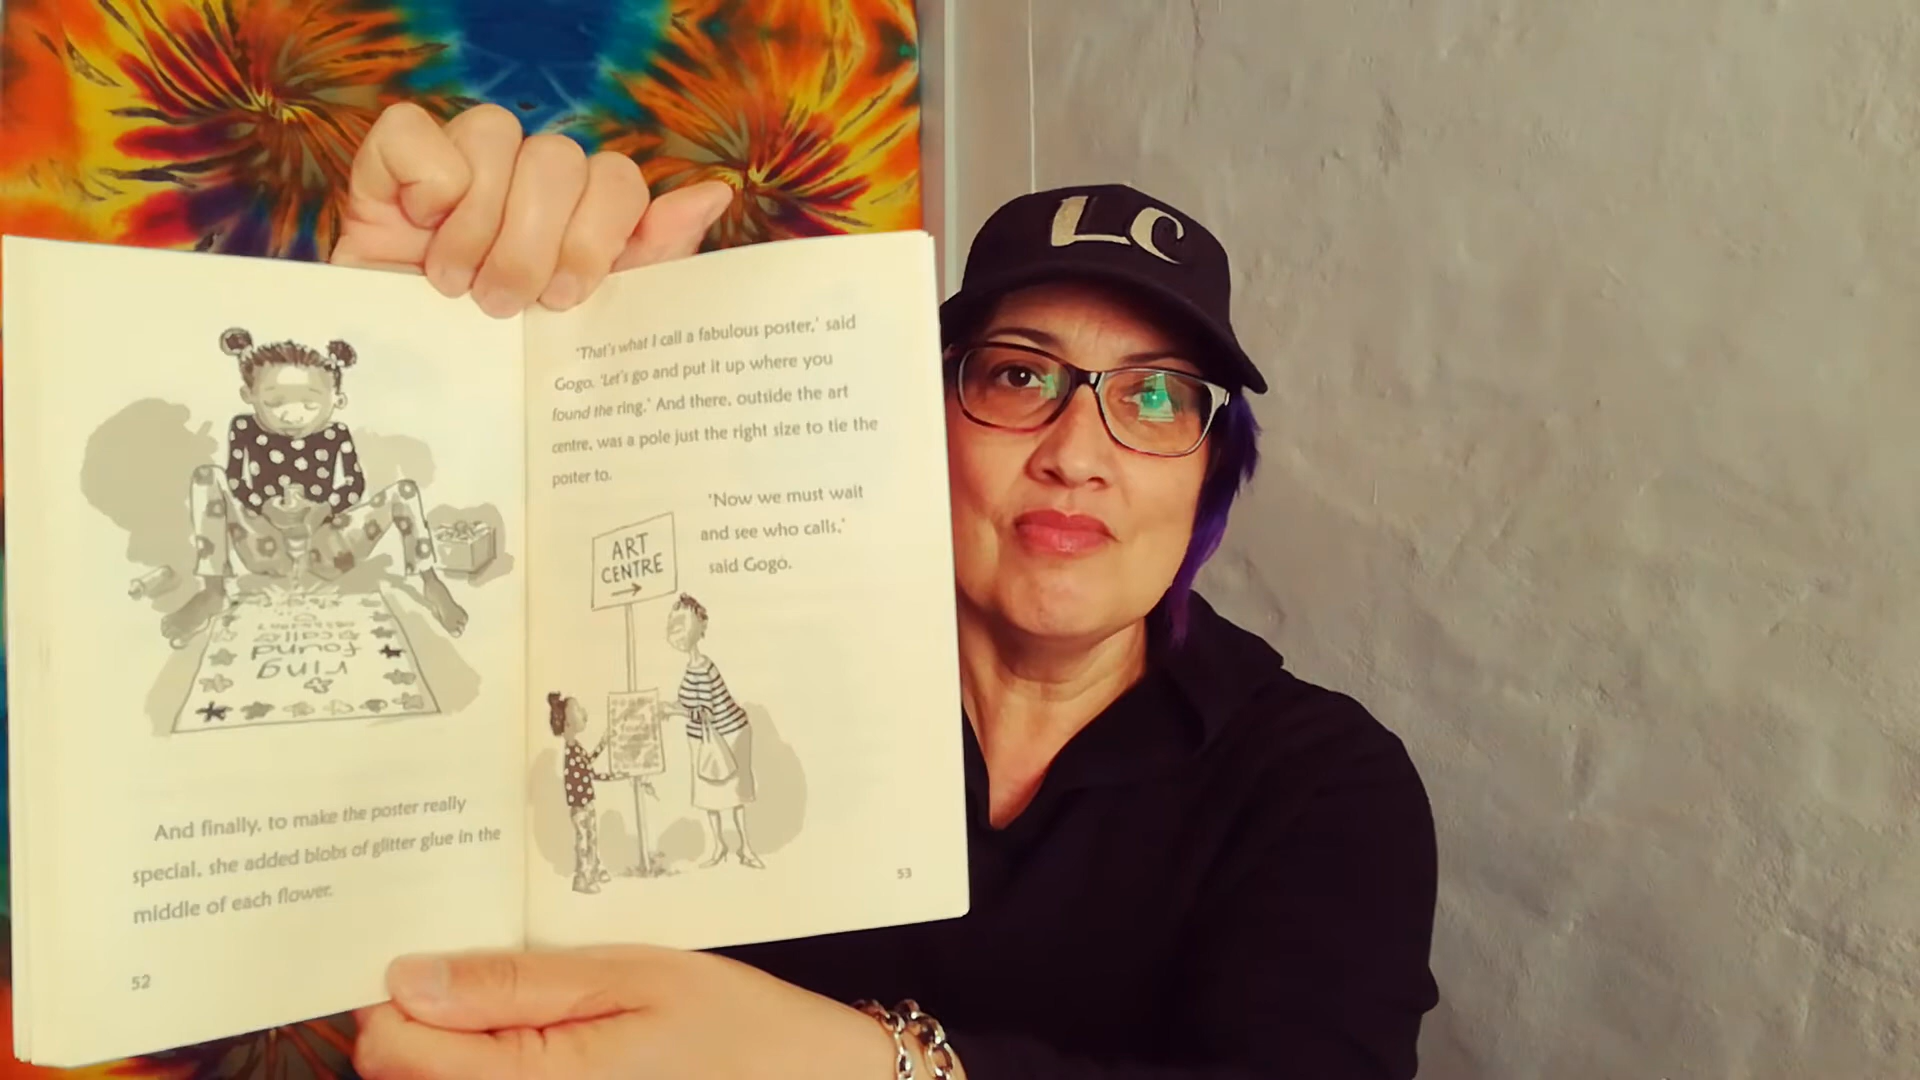 LC
And finally, to make the poster really
special, she added blobs of glitter glue in the
middle of each flower.
52
'That's what I call a fabulous poster,' said
Gogo. 'Let's go and put it up where you
found the ring.' And there, outside the art
centre, was a pole just the right size to tie the
poster to.
'Now we must wait
and see who calls,'
said Gogo.
ART
CENTRE
53
ring
found
call